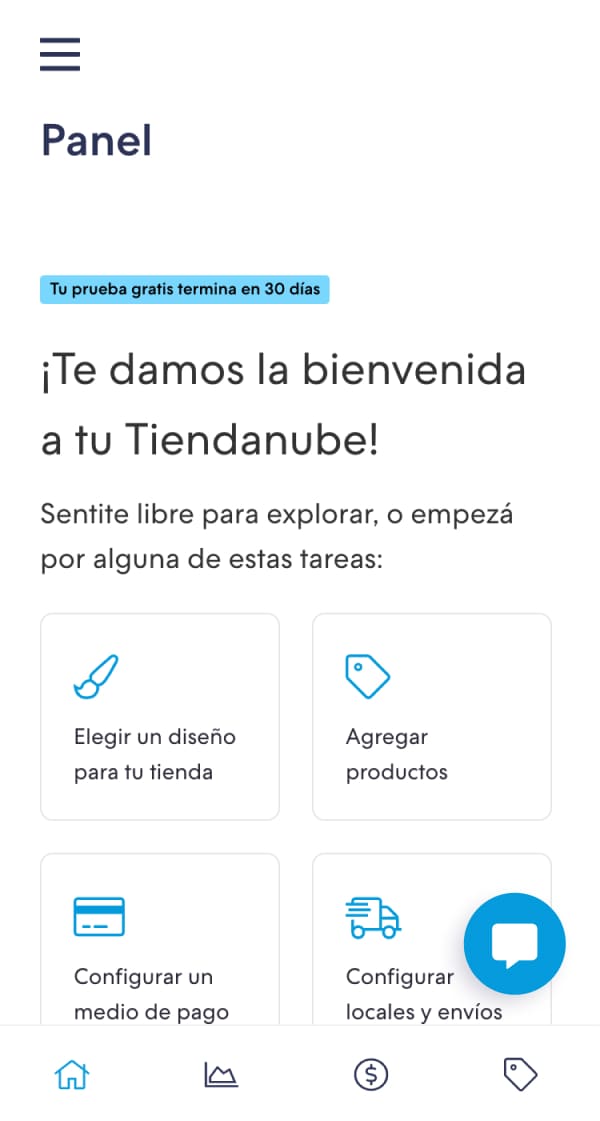 Panel
Tu prueba gratis termina en 30 días
¡Te damos la bienvenida
a tu Tiendanube!
Sentite libre para explorar, o empezá
por alguna de estas tareas:
Elegir un diseño
para tu tienda
Agregar
productos
Configurar un
medio de pago
Configurar
locales y envíos